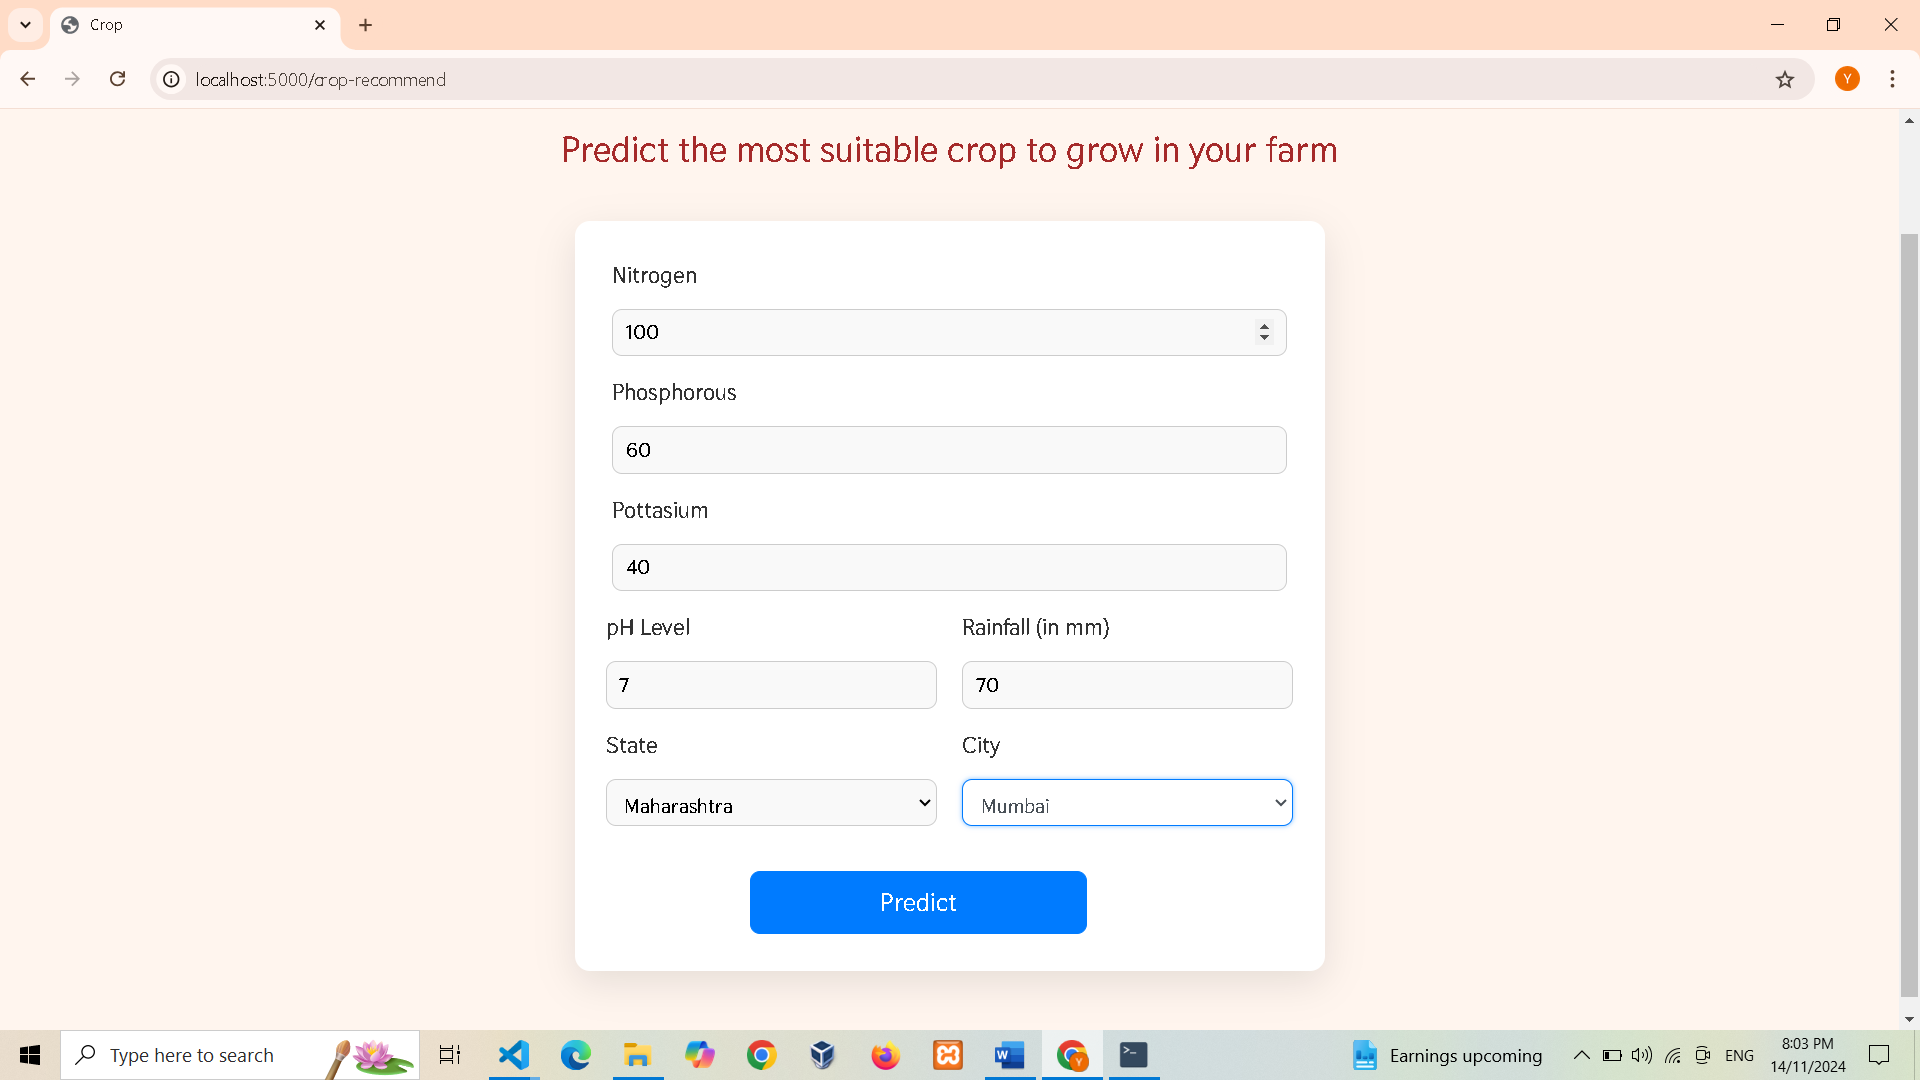 Crop
localhost:5000/crop-recommend
Y
Predict the most suitable crop to grow in your farm
Nitrogen
100
Phosphorous
60
Pottasium
40
pH Level Rainfall (in mm)
7 70
State City
Maharashtra Mumbai
Predict
Type here to search
Earnings upcoming
ENG
8:03 PM
14/11/2024